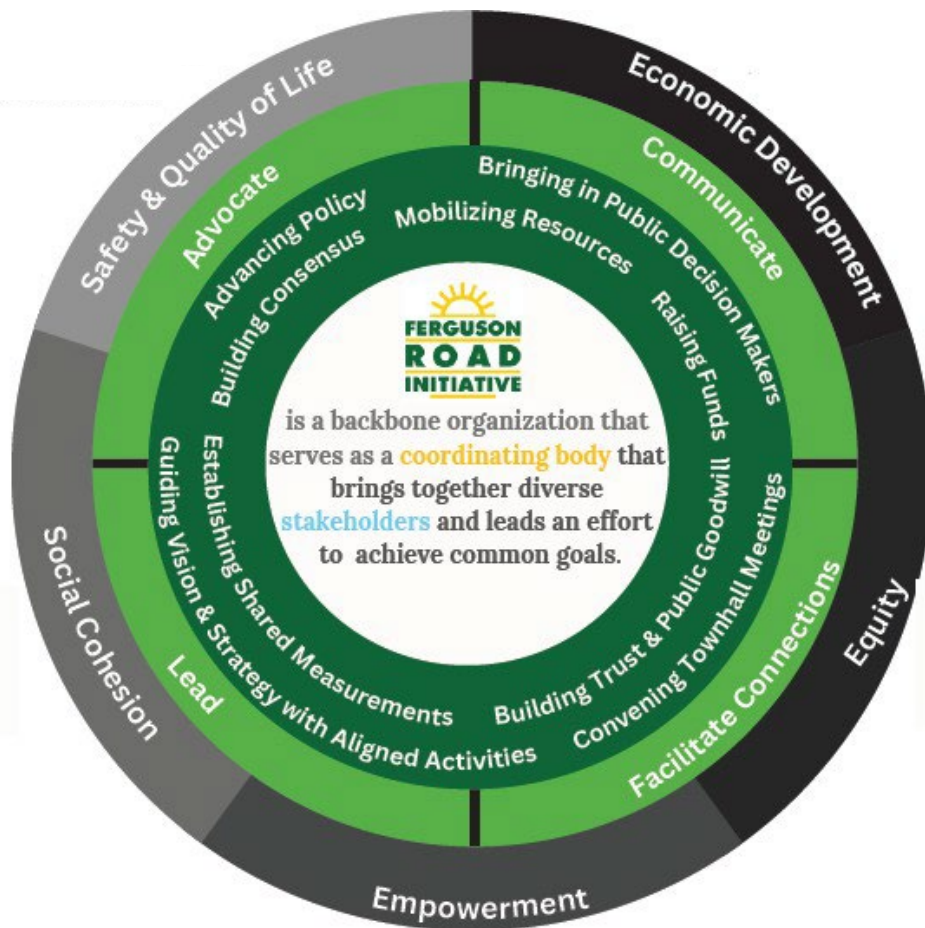 Safety & Quality of Life
Economic Development
Equity
Empowerment
Social Cohesion
Advocate
Communicate
Facilitate Connections
Lead
Advancing Policy
Building Consensus
Bringing in Public Decision Makers
Mobilizing Resources
Raising Funds
Building Trust & Public Goodwill
Convening Townhall Meetings
Establishing Shared Measurements
Guiding Vision & Strategy with Aligned Activities
FERGUSON
ROAD
INITIATIVE
is a backbone organization that
serves as a coordinating body that
brings together diverse
stakeholders and leads an effort
to achieve common goals.